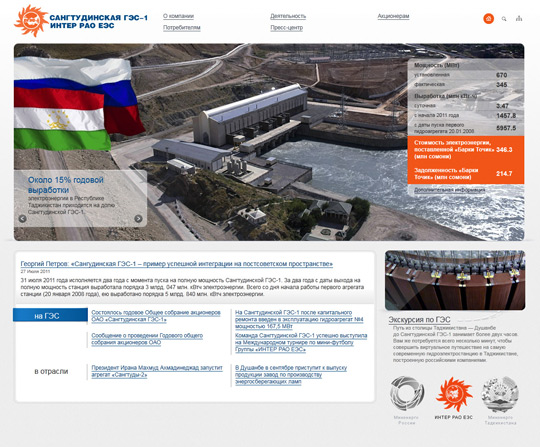 САНГТУДИНСКАЯ ГЭС-1
ИНТЕР РАО ЕЭС
О компании
Деятельность
Акционерам
Потребителям
Пресс-центр
Мощность (МВт)
установленная 670
фактическая 345
Выработка (млн кВт.ч)
суточная 3.47
с начала 2011 года 1457.8
с даты пуска первого
гидроагрегата 20.01.2008 5957.5
Стоимость электроэнергии,
поставленной «Барки Точик» 346.3
(млн сомони)
Задолженность «Барки
Точик» (млн сомони) 214.7
Дополнительная информация
Около 15% годовой
выработки
электроэнергии в Республике
Таджикистан приходятся на долю
Сангтудинской ГЭС-1.
Георгий Петров: «Сангтудинская ГЭС-1 – пример успешной интеграции на постсоветском пространстве»
27 Июля 2011
31 июля 2011 года исполняется два года с момента пуска на полную мощность Сангтудинской ГЭС-1. За два года с даты выхода на
полную мощность станция выработала порядка 3 млрд. 047 млн. кВтч электроэнергии. Всего со дня начала работы первого агрегата
станции (20 января 2008 года), ею выработано порядка 5 млрд. 840 млн. кВтч электроэнергии.
на ГЭС
Состоялось годовое Общее собрание акционеров
ОАО «Сангтудинская ГЭС-1»
Сообщение о проведении Годового общего
собрания акционеров ОАО
На Сангтудинской ГЭС-1 после капитального
ремонта введен в эксплуатацию гидроагрегат №4
мощностью 167,5 МВт
Команда Сангтудинской ГЭС-1 успешно выступила
на Международном турнире по мини-футболу
Группы «ИНТЕР РАО ЕЭС»
в отрасли
Президент Ирана Махмуд Ахмадинежад запустит
агрегат «Сангтуды-2»
В Душанбе в сентябре приступит к выпуску
продукции завод по производству
энергосберегающих ламп
Экскурсия по ГЭС
Путь из столицы Таджикистана — Душанбе
до Сангтудинской ГЭС-1 занимает более двух часов.
Вам же потребуется всего несколько минут, чтобы
совершить виртуальное путешествие на самую
современную гидроэлектростанцию в Таджикистане,
построенную российскими компаниями.
Минэнерго
России
ИНТЕР РАО ЕЭС
Минэнерго
Таджикистана